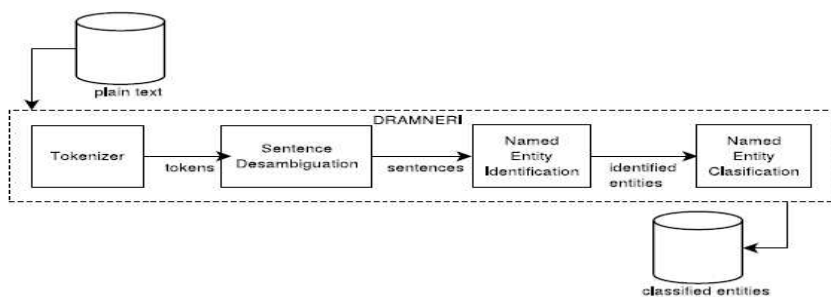 plain text
DRAMNERI
Tokenizer
tokens
Sentence
Desambiguation
sentences
Named
Entity
Identification
identified
entities
Named
Entity
Clasification
classified entities